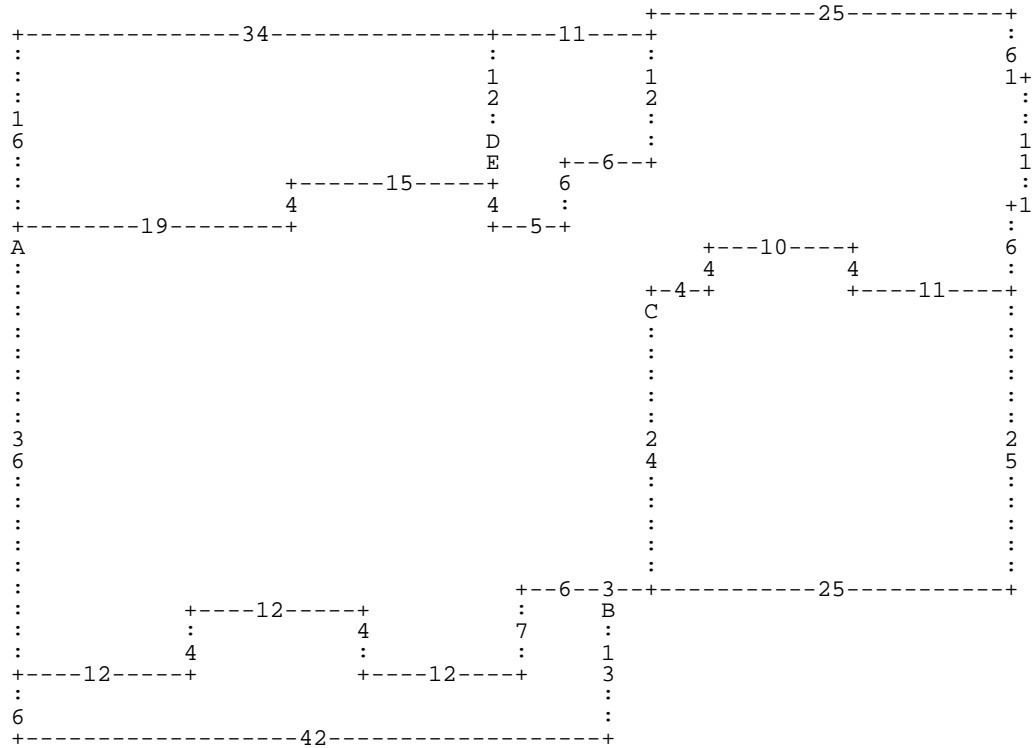 +-----------25-----------+
+---------------34---------------+----11----+                        :
:                                :          :                        6
:                                1          1                        1+
:                                2          2                         :
1                                :          :                         :
6                                D          :                         1
:                                E    +--6--+                         1
:                  +------15-----+    6                               :
:                  4             4    :                              +1
+--------19--------+             +--5-+                              :
A                                               +---10----+          6
:                                               4         4          :
:                                           +-4-+         +----11----+
:                                           C                        :
:                                           :                        :
:                                           :                        :
:                                           :                        :
:                                           :                        :
3                                           :                        :
6                                           2                        2
:                                           4                        5
:                                           :                        :
:                                           :                        :
:                                           :                        :
:                                           :                        :
:                                  +--6--3--+-----------25-----------+
:           +----12-----+          :     B
:           :           4          7     :
:           4           :          :     1
+----12-----+           +----12----+     3
:                                        :
6                                        :
+-------------------42-------------------+